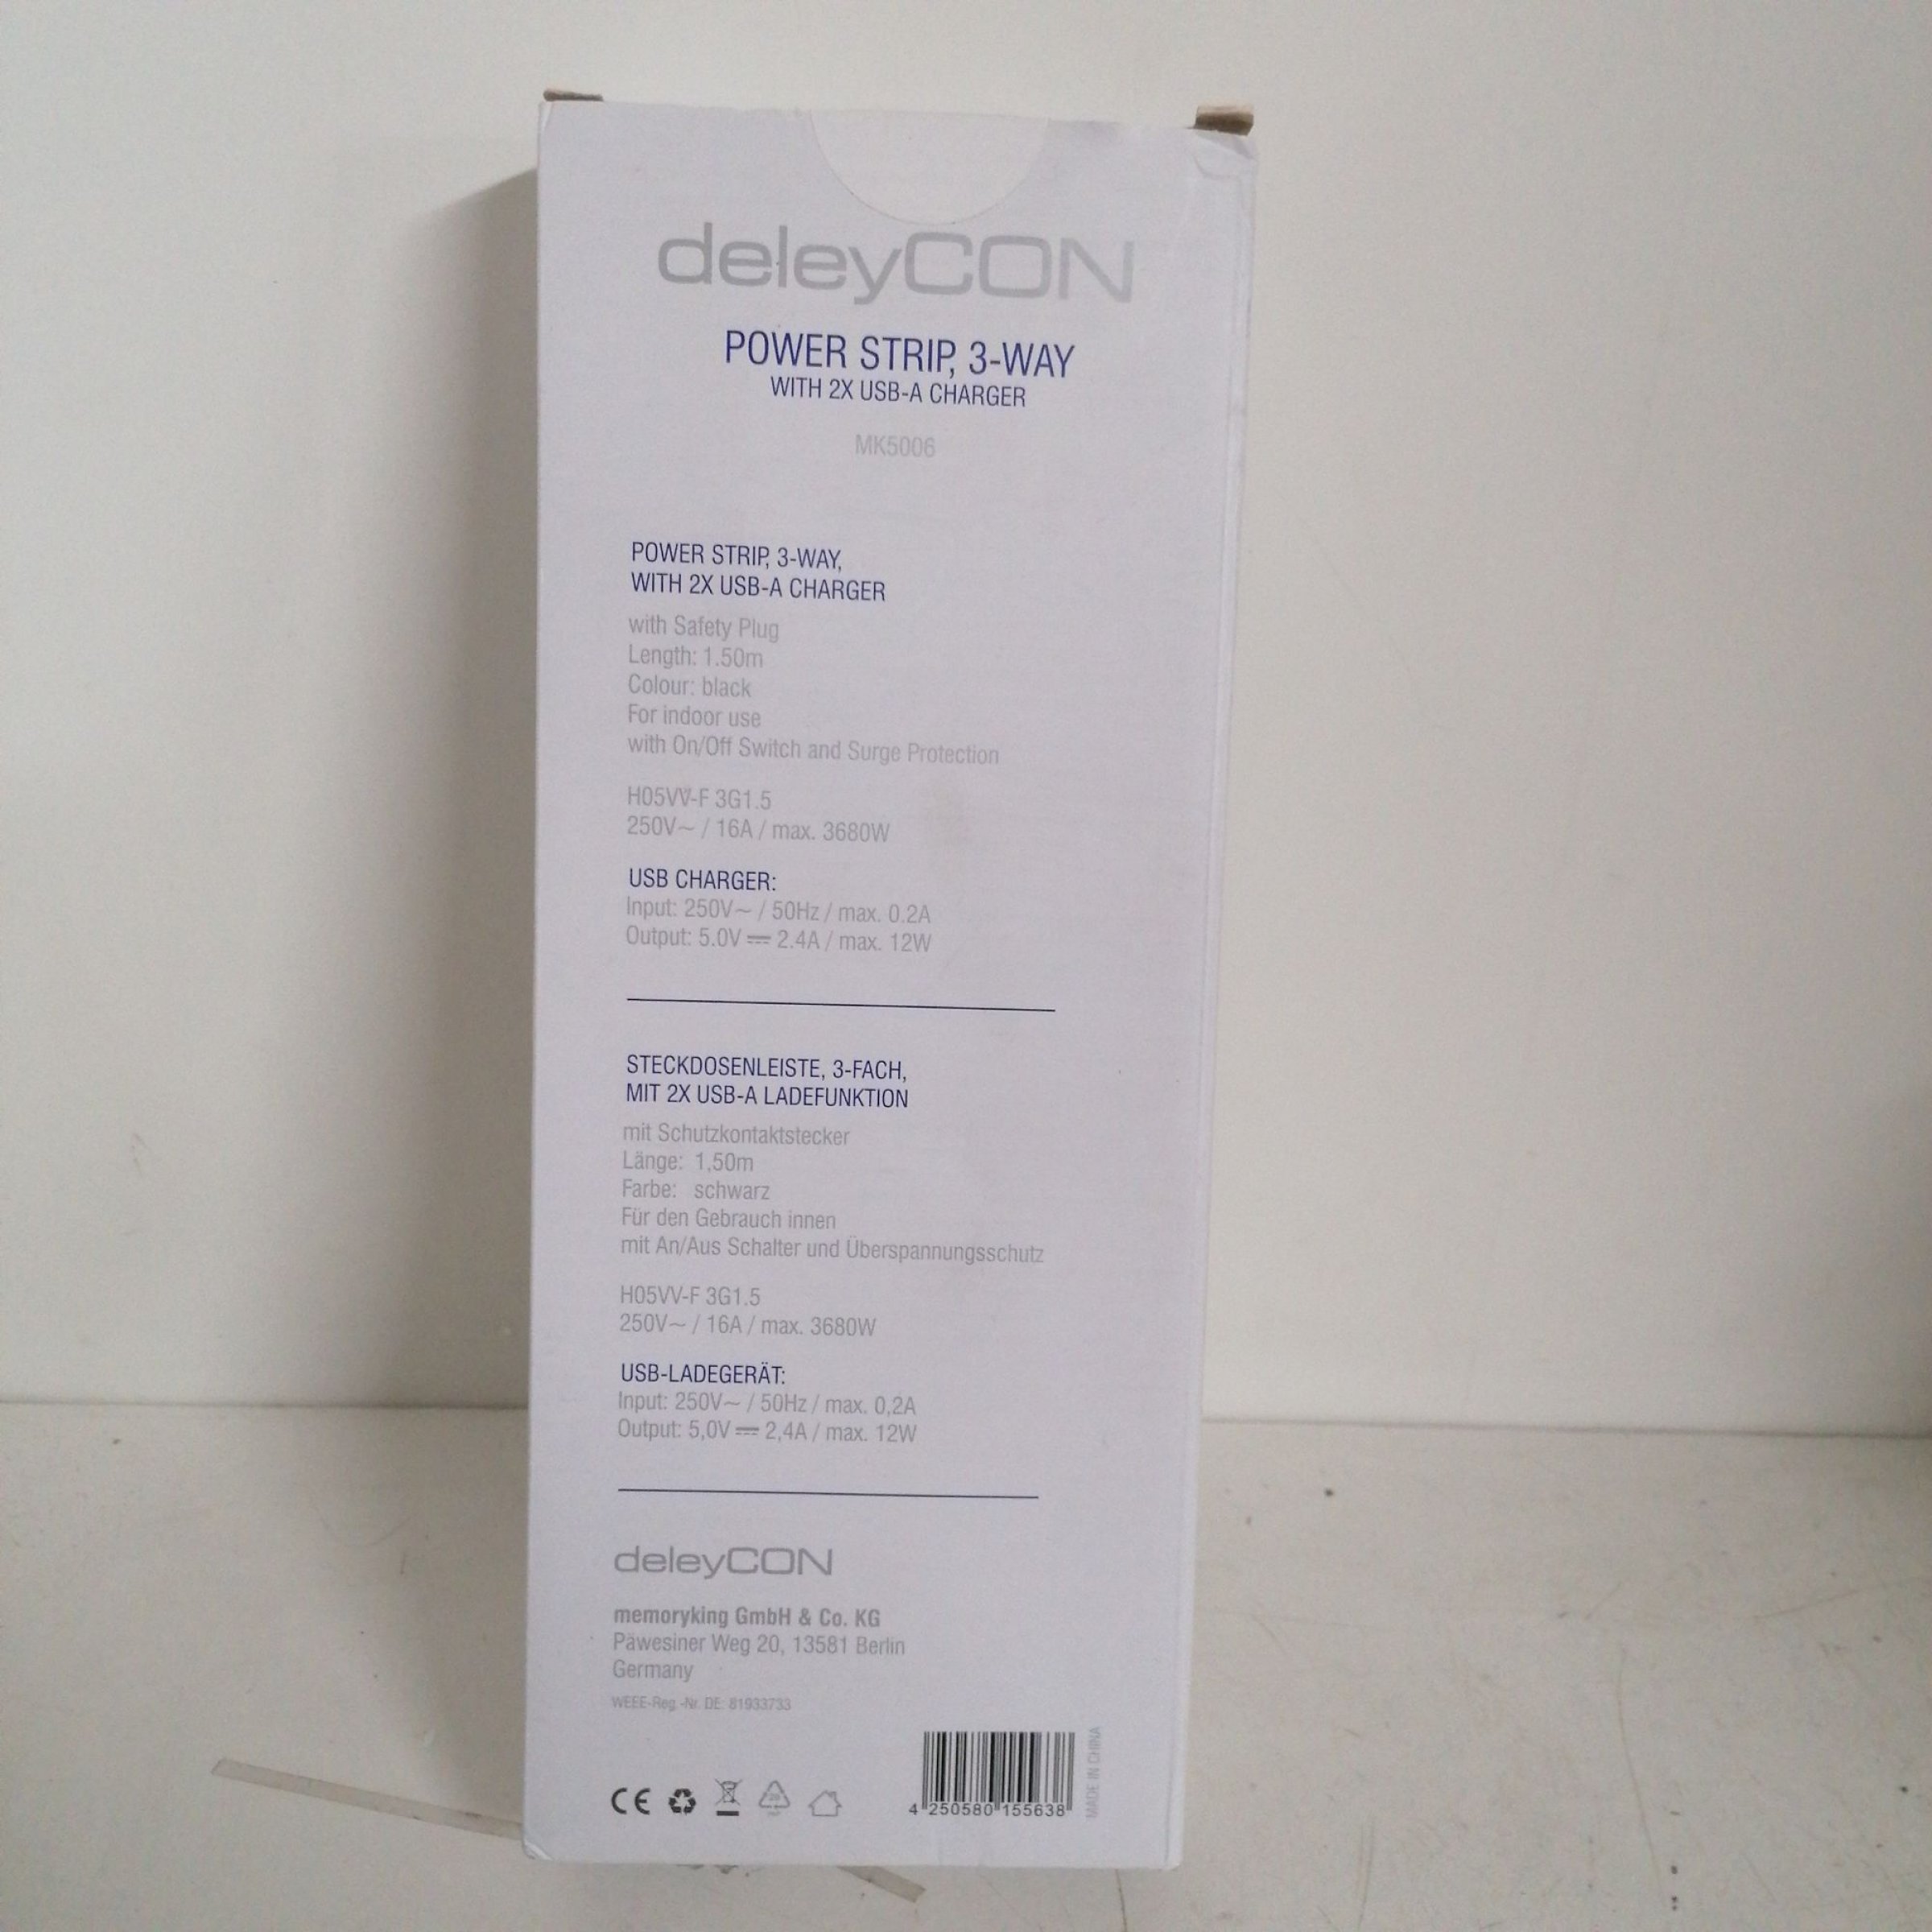 deleyCON
POWER STRIP, 3-WAY
WITH 2X USB-A CHARGER
MK5006
POWER STRIP, 3-WAY,
WITH 2X USB-A CHARGER
with Safety Plug
Length: 1.50m
Colour: black
For indoor use
with On/Off Switch and Surge Protection
H05VV-F 3G1.5
250V~ / 16A / max. 3680W
USB CHARGER:
Input: 250V~ / 50Hz / max. 0.2A
Output: 5.0V ⎓ 2.4A / max. 12W
STECKDOSENLEISTE, 3-FACH,
MIT 2X USB-A LADEFUNKTION
mit Schutzkontaktstecker
Länge: 1,50m
Farbe: schwarz
Für den Gebrauch innen
mit An/Aus Schalter und Überspannungsschutz
H05VV-F 3G1.5
250V~ / 16A / max. 3680W
USB-LADEGERÄT:
Input: 250V~ / 50Hz / max. 0,2A
Output: 5,0V ⎓ 2,4A / max. 12W
deleyCON
memoryking GmbH & Co. KG
Päwesiner Weg 20, 13581 Berlin
Germany
WEEE-Reg.-Nr. DE: 81933733
CE
4 250580 155638
MADE IN CHINA